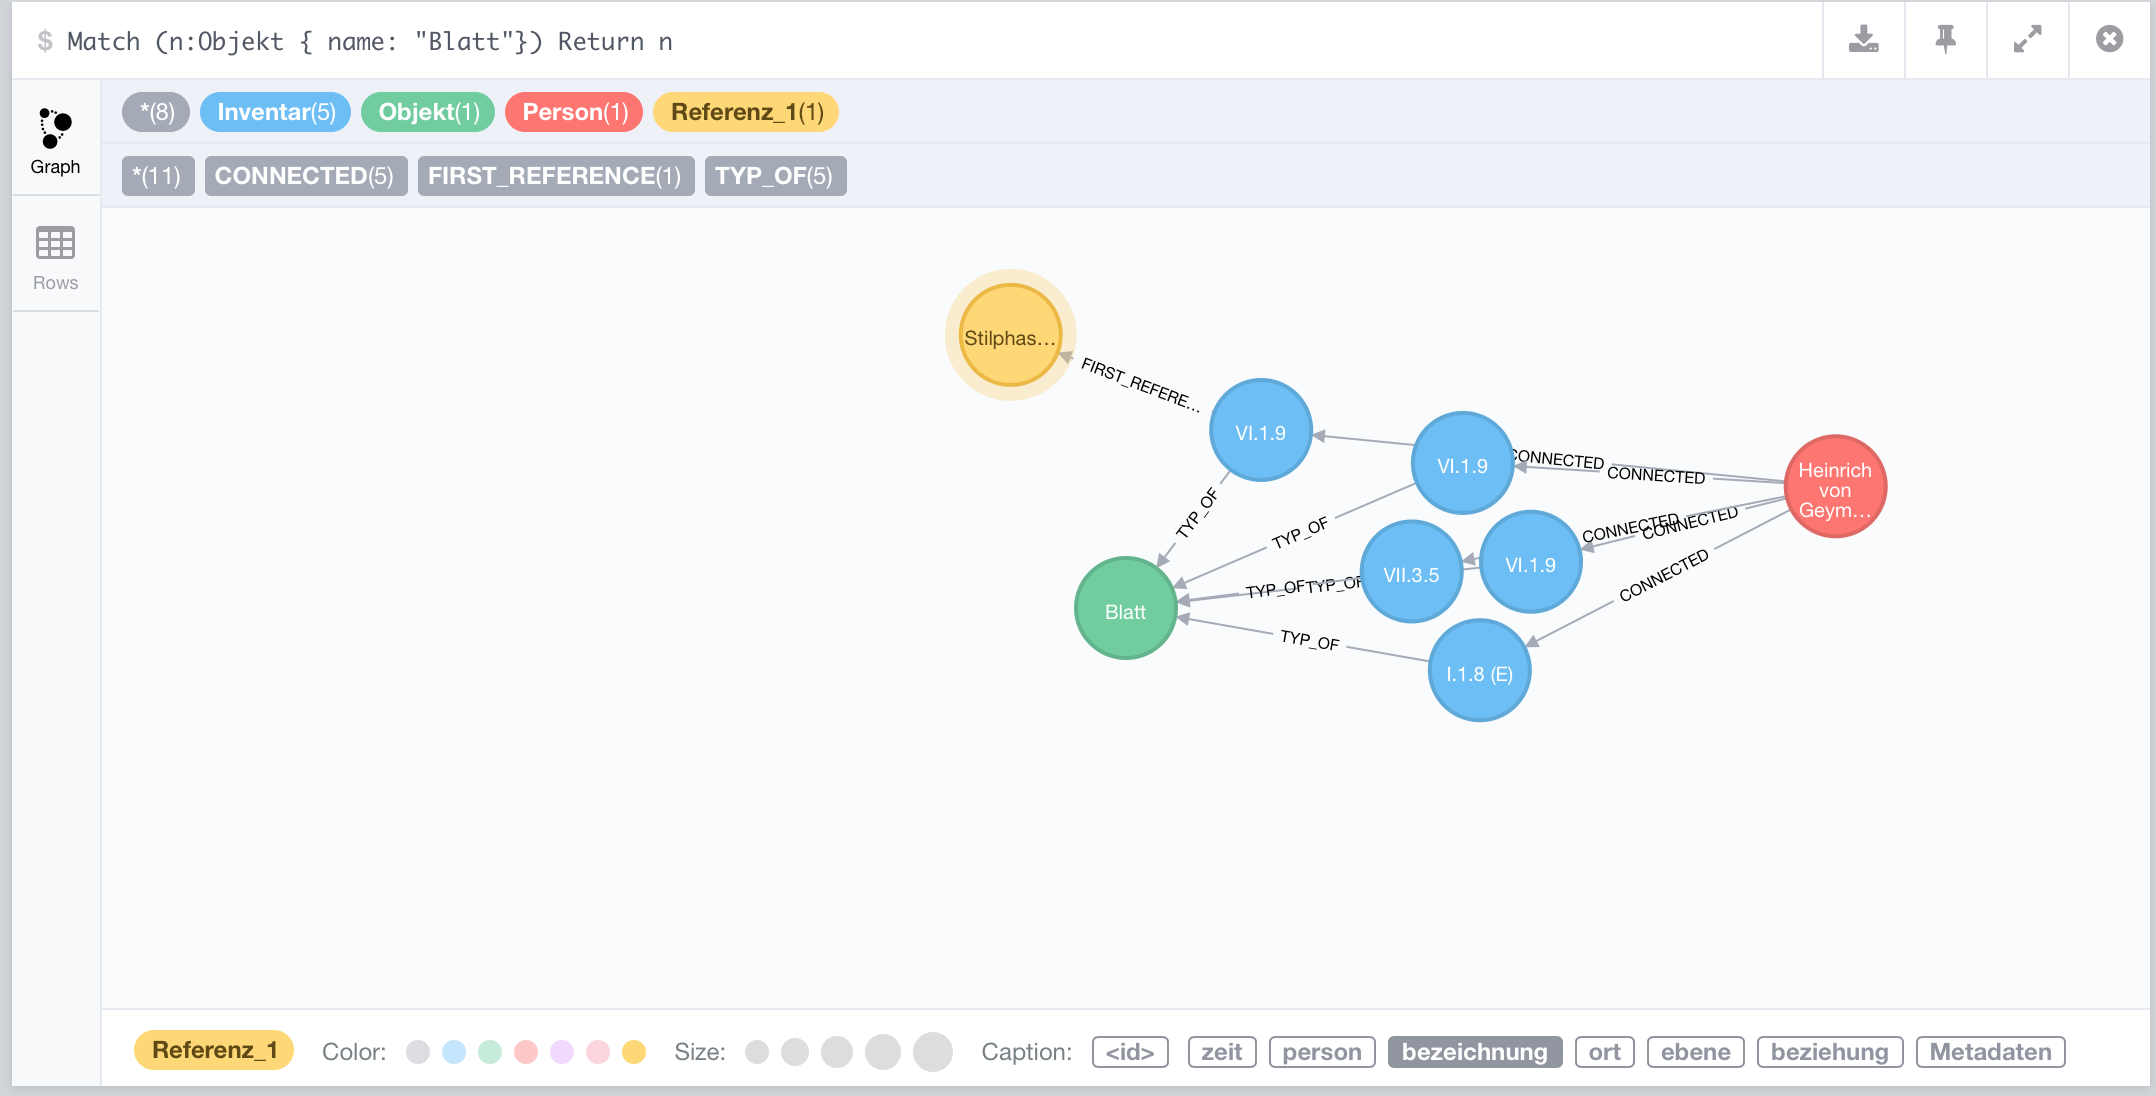 $ Match (n:Objekt { name: "Blatt"}) Return n
*(8) Inventar(5) Objekt(1) Person(1) Referenz_1(1)
Graph
*(11) CONNECTED(5) FIRST_REFERENCE(1) TYP_OF(5)
Rows
Stilphas...
FIRST_REFERE...
VI.1.9
VI.1.9
CONNECTED
CONNECTED
Heinrich
von
Geym...
TYP_OF
TYP_OF
CONNECTED
CONNECTED
VII.3.5
VI.1.9
CONNECTED
TYP_OF
TYP_OF
Blatt
TYP_OF
I.1.8 (E)
Referenz_1 Color: Size: Caption: <id> zeit person bezeichnung ort ebene beziehung Metadaten